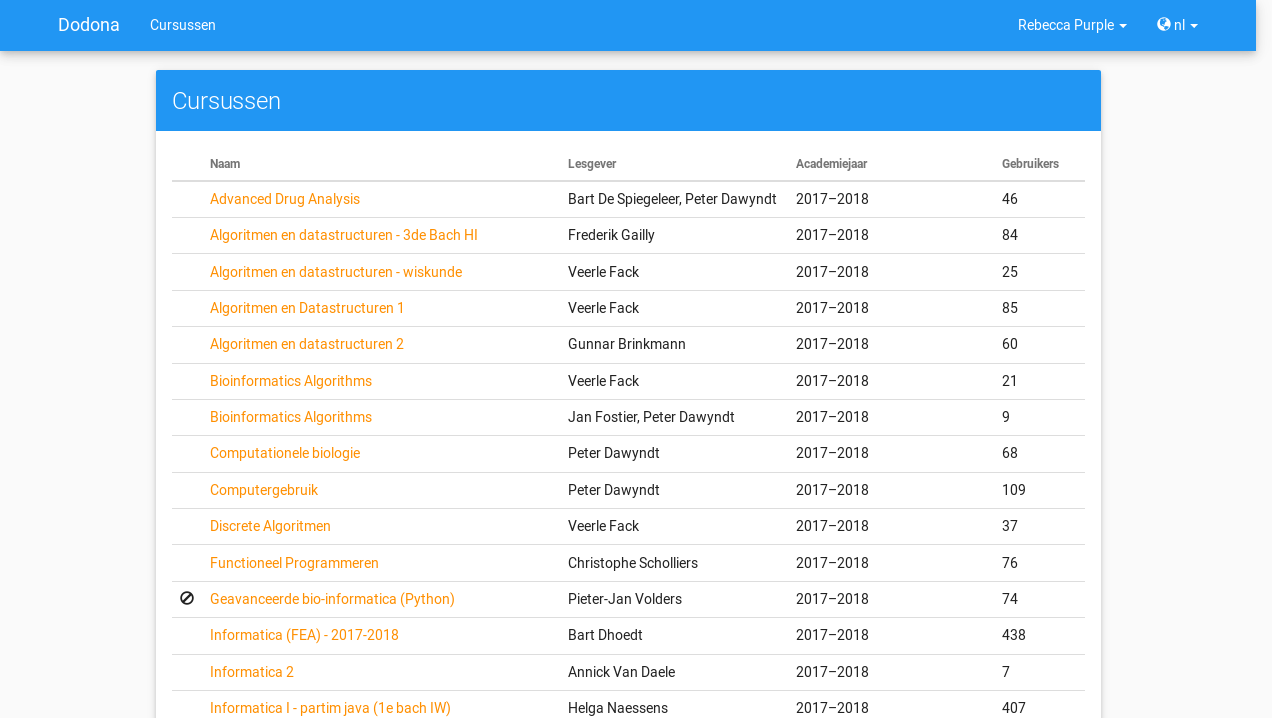 Dodona Cursussen Rebecca Purple nl
Cursussen
Naam Lesgever Academiejaar Gebruikers
Advanced Drug Analysis Bart De Spiegeleer, Peter Dawyndt 2017–2018 46
Algoritmen en datastructuren - 3de Bach HI Frederik Gailly 2017–2018 84
Algoritmen en datastructuren - wiskunde Veerle Fack 2017–2018 25
Algoritmen en Datastructuren 1 Veerle Fack 2017–2018 85
Algoritmen en datastructuren 2 Gunnar Brinkmann 2017–2018 60
Bioinformatics Algorithms Veerle Fack 2017–2018 21
Bioinformatics Algorithms Jan Fostier, Peter Dawyndt 2017–2018 9
Computationele biologie Peter Dawyndt 2017–2018 68
Computergebruik Peter Dawyndt 2017–2018 109
Discrete Algoritmen Veerle Fack 2017–2018 37
Functioneel Programmeren Christophe Scholliers 2017–2018 76
Geavanceerde bio-informatica (Python) Pieter-Jan Volders 2017–2018 74
Informatica (FEA) - 2017-2018 Bart Dhoedt 2017–2018 438
Informatica 2 Annick Van Daele 2017–2018 7
Informatica I - partim java (1e bach IW) Helga Naessens 2017–2018 407